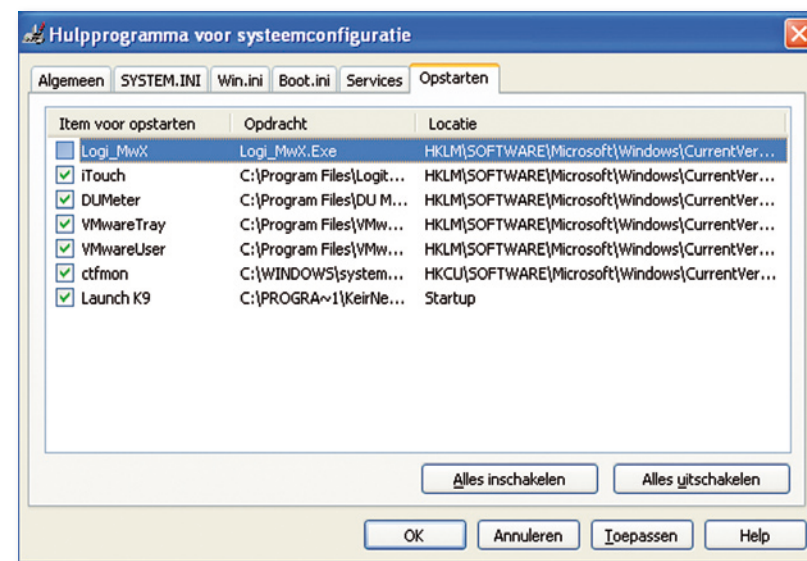 Hulpprogramma voor systeemconfiguratie
Algemeen SYSTEM.INI Win.ini Boot.ini Services Opstarten
Item voor opstarten Opdracht Locatie
Logi_MwX Logi_MwX.Exe HKLM\SOFTWARE\Microsoft\Windows\CurrentVer...
iTouch C:\Program Files\Logit... HKLM\SOFTWARE\Microsoft\Windows\CurrentVer...
DUMeter C:\Program Files\DU M... HKLM\SOFTWARE\Microsoft\Windows\CurrentVer...
VMwareTray C:\Program Files\VMw... HKLM\SOFTWARE\Microsoft\Windows\CurrentVer...
VMwareUser C:\Program Files\VMw... HKLM\SOFTWARE\Microsoft\Windows\CurrentVer...
ctfmon C:\WINDOWS\system... HKCU\SOFTWARE\Microsoft\Windows\CurrentVer...
Launch K9 C:\PROGRA~1\KeirNe... Startup
Alles inschakelen Alles uitschakelen
OK Annuleren Toepassen Help